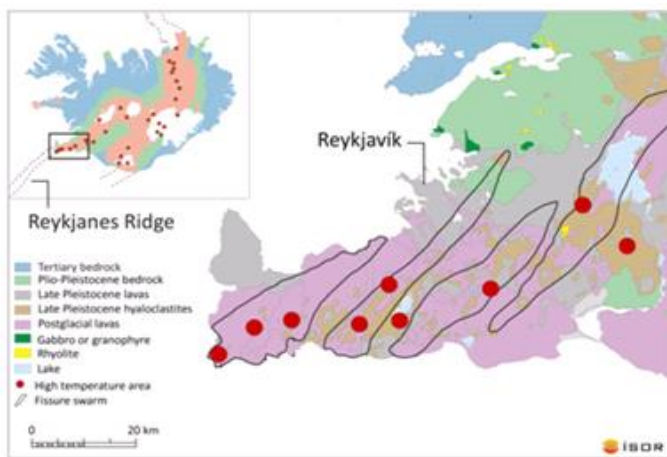 Reykjavík
Reykjanes Ridge
Tertiary bedrock
Plio-Pleistocene bedrock
Late Pleistocene lavas
Late Pleistocene hyaloclastites
Postglacial lavas
Gabbro or granophyre
Rhyolite
Lake
High temperature area
Fissure swarm
0 20 km
ÍSOR